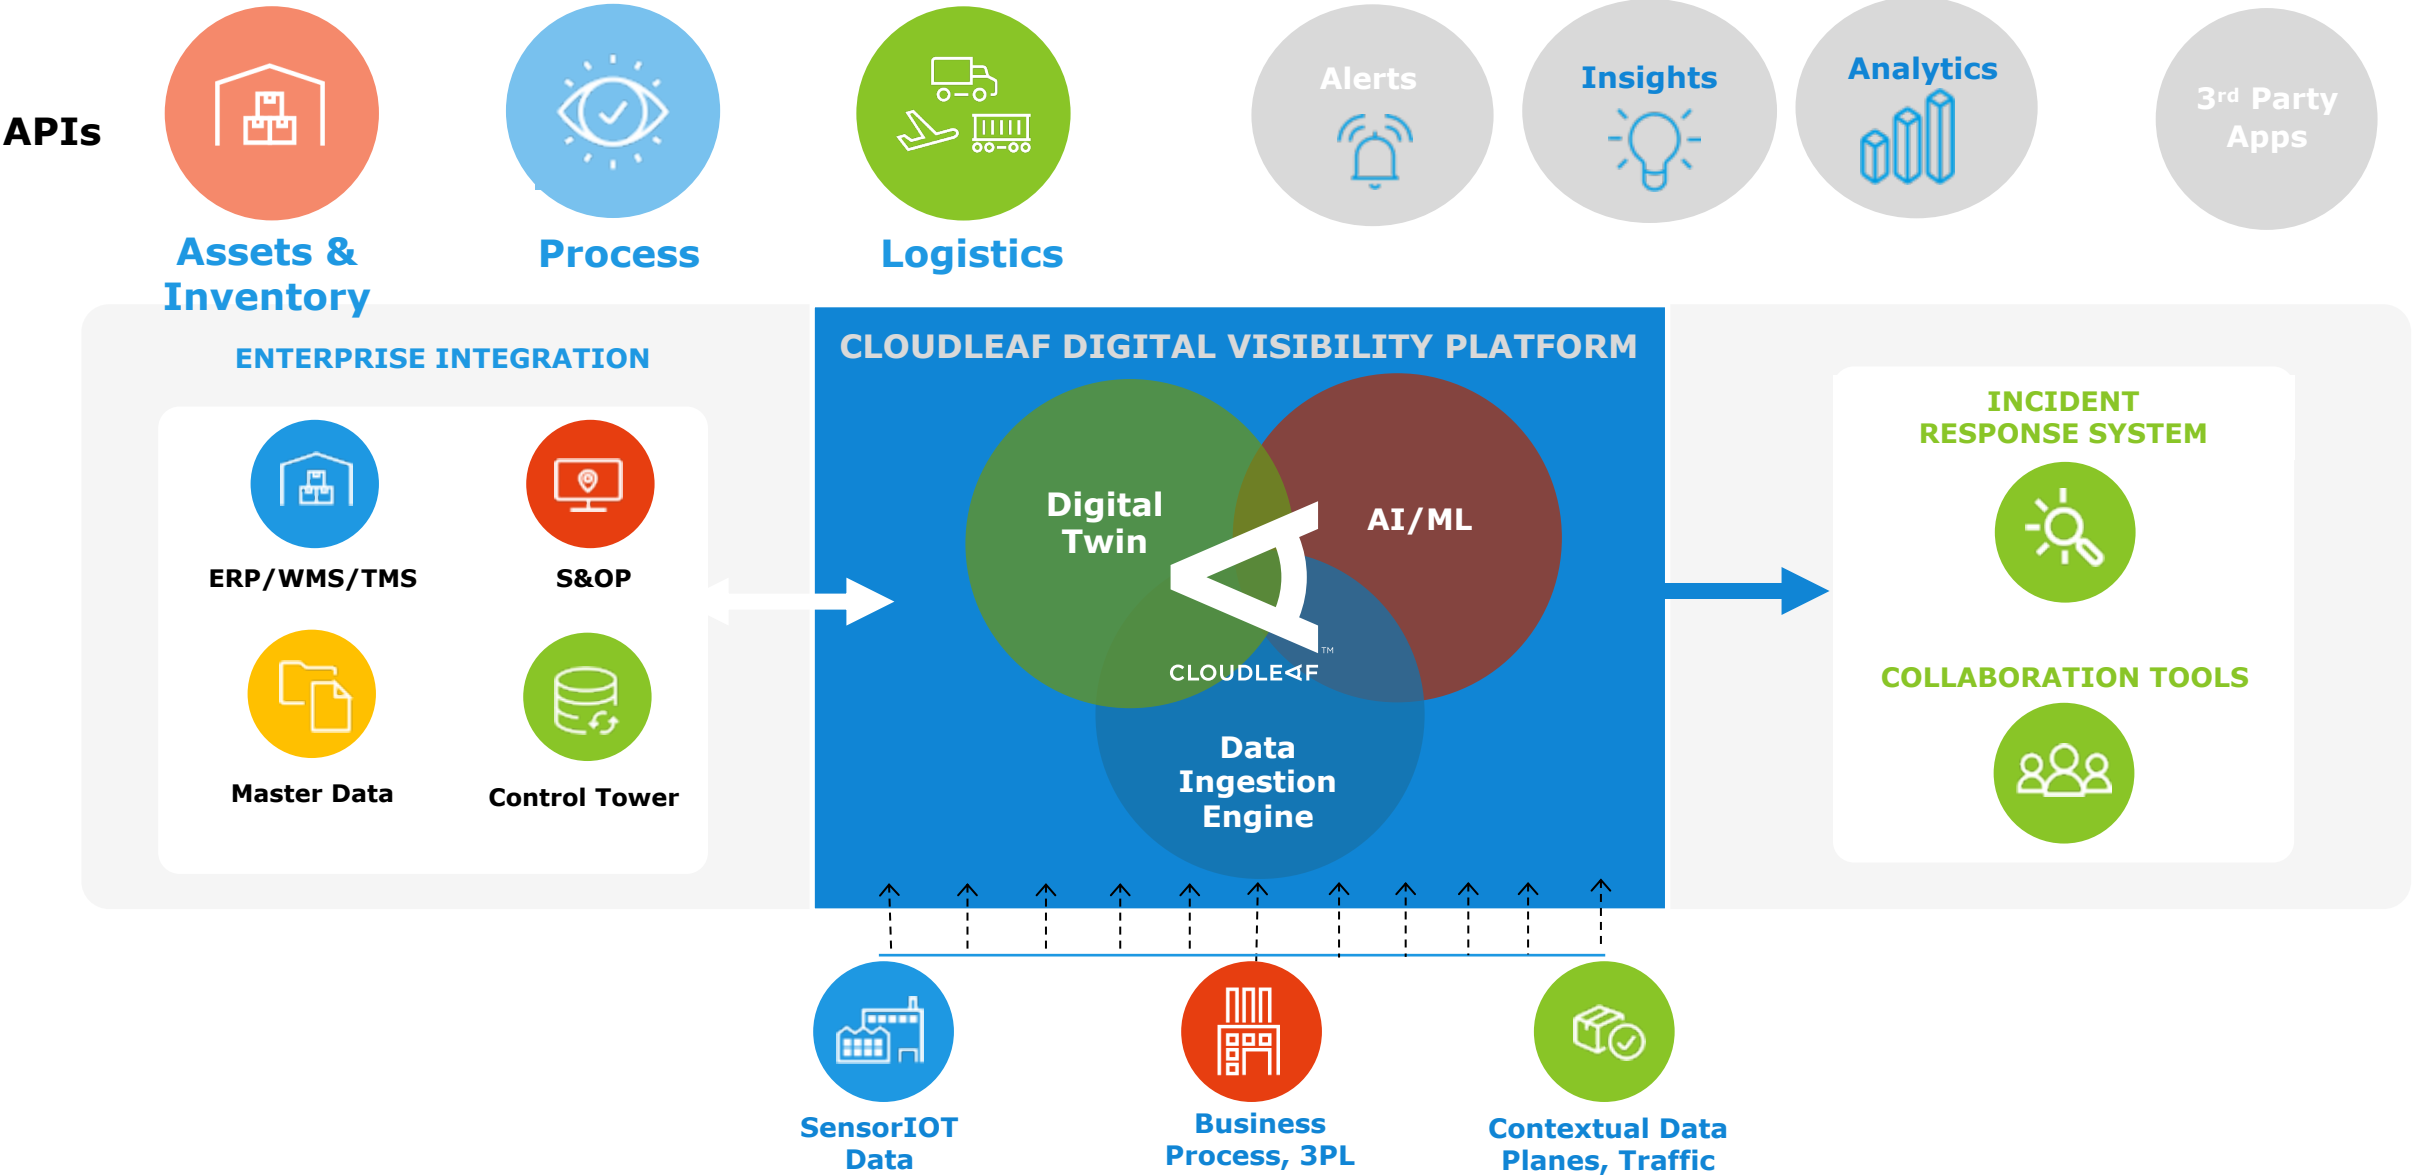 APIs
Assets &
Inventory
Process
Logistics
Alerts
Insights
Analytics
3rd Party
Apps
ENTERPRISE INTEGRATION
ERP/WMS/TMS
S&OP
Master Data
Control Tower
CLOUDLEAF DIGITAL VISIBILITY PLATFORM
Digital
Twin
AI/ML
TM
CLOUDLEAF
Data
Ingestion
Engine
INCIDENT
RESPONSE SYSTEM
COLLABORATION TOOLS
SensorIOT
Data
Business
Process, 3PL
Contextual Data
Planes, Traffic